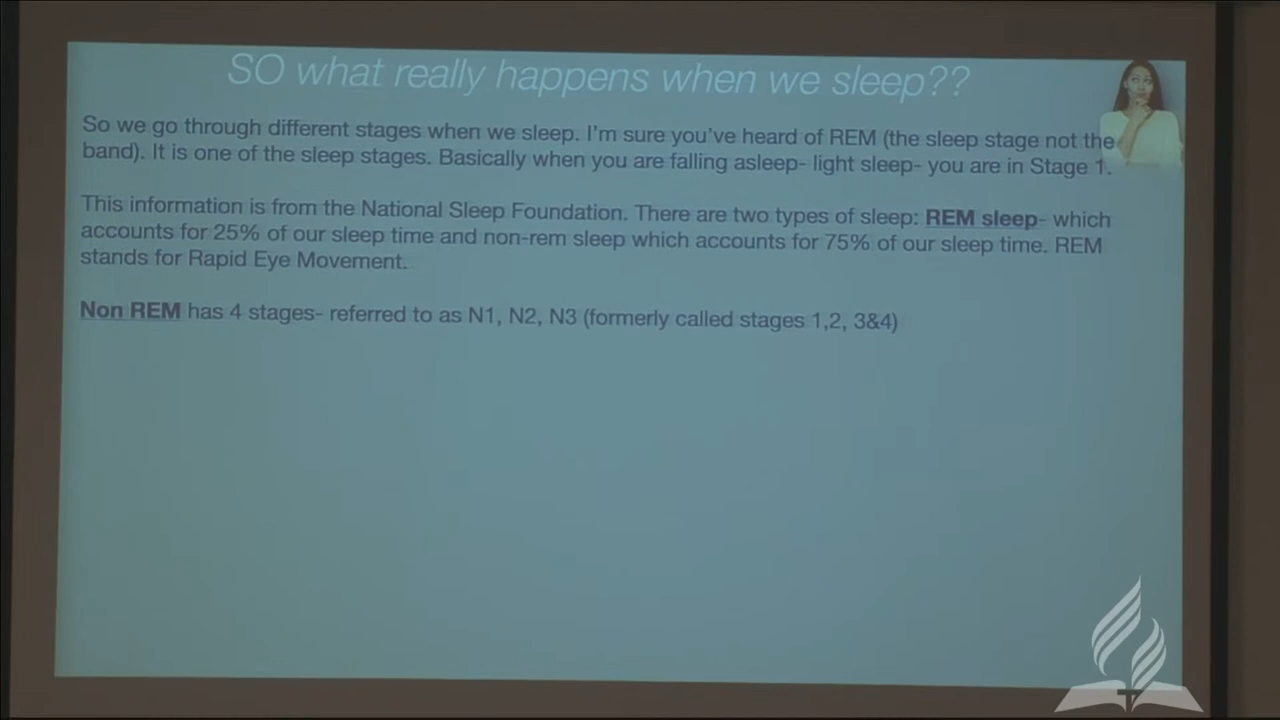 SO what really happens when we sleep??
So we go through different stages when we sleep. I'm sure you've heard of REM (the sleep stage not the
band). It is one of the sleep stages. Basically when you are falling asleep- light sleep- you are in Stage 1.
This information is from the National Sleep Foundation. There are two types of sleep: REM sleep- which
accounts for 25% of our sleep time and non-rem sleep which accounts for 75% of our sleep time. REM
stands for Rapid Eye Movement.
Non REM has 4 stages- referred to as N1, N2, N3 (formerly called stages 1,2, 3&4)